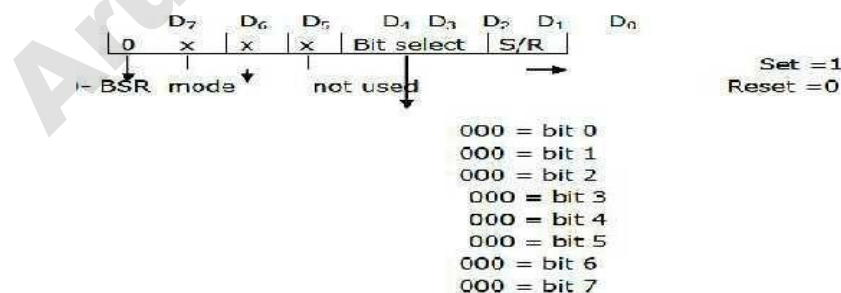 D₇ D₆ D₅ D₄ D₃ D₂ D₁ D₀
0 x x x Bit select S/R
Set =1
- BSR mode not used Reset =0
000 = bit 0
000 = bit 1
000 = bit 2
000 = bit 3
000 = bit 4
000 = bit 5
000 = bit 6
000 = bit 7